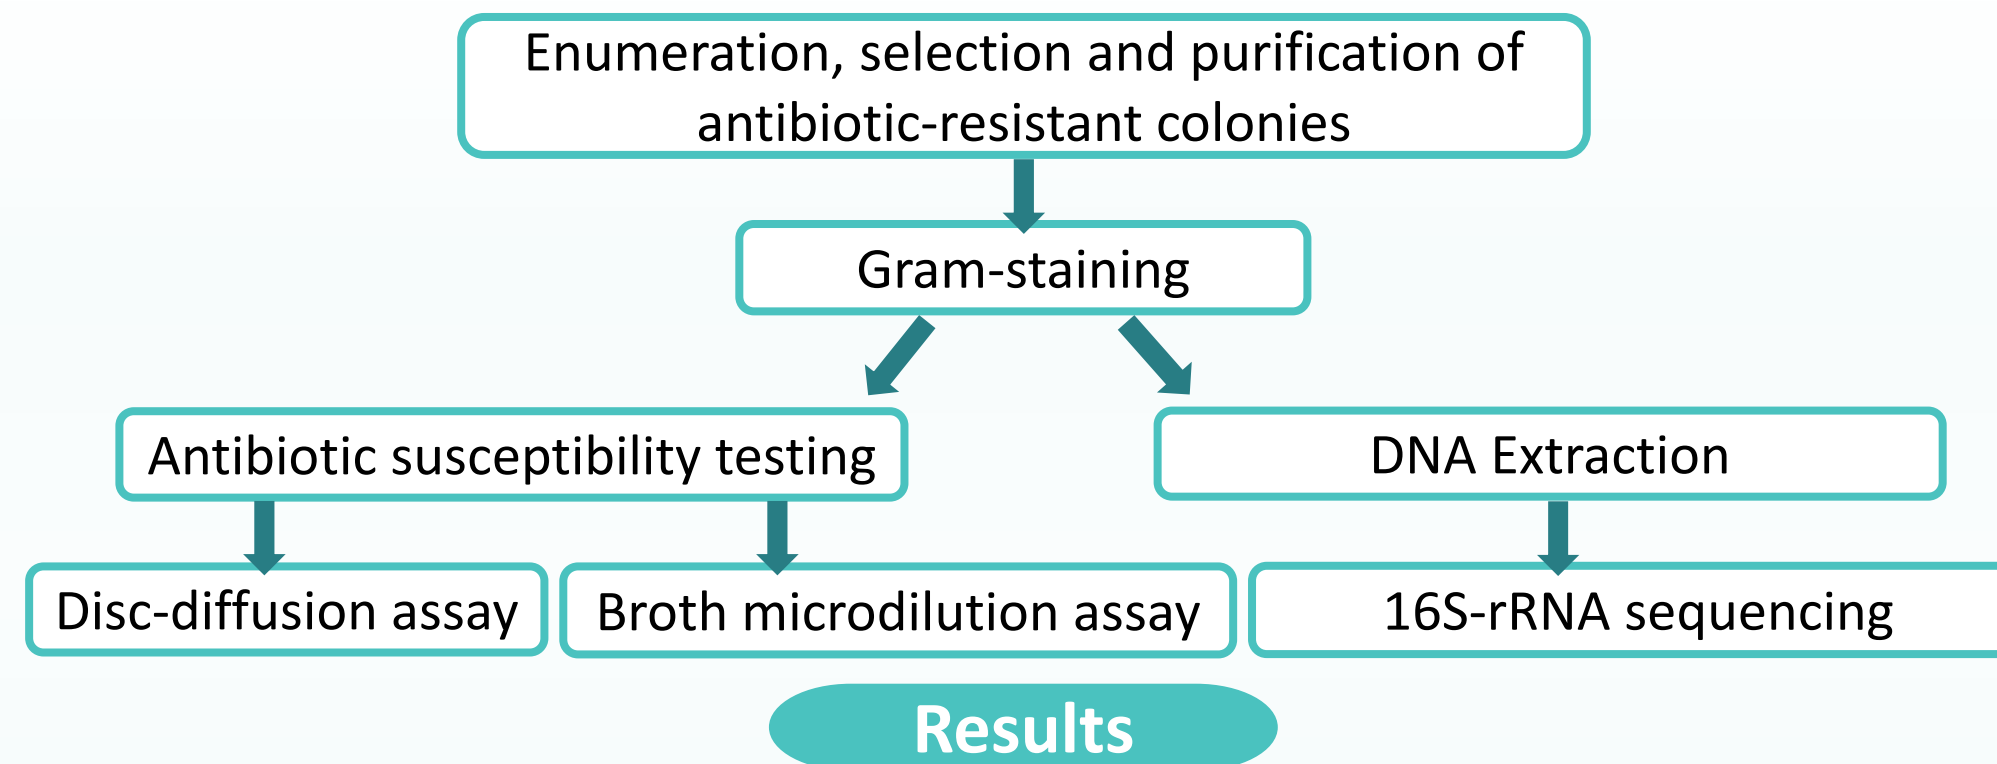 Enumeration, selection and purification of
antibiotic-resistant colonies
Gram-staining
Antibiotic susceptibility testing
DNA Extraction
Disc-diffusion assay
Broth microdilution assay
16S-rRNA sequencing
Results